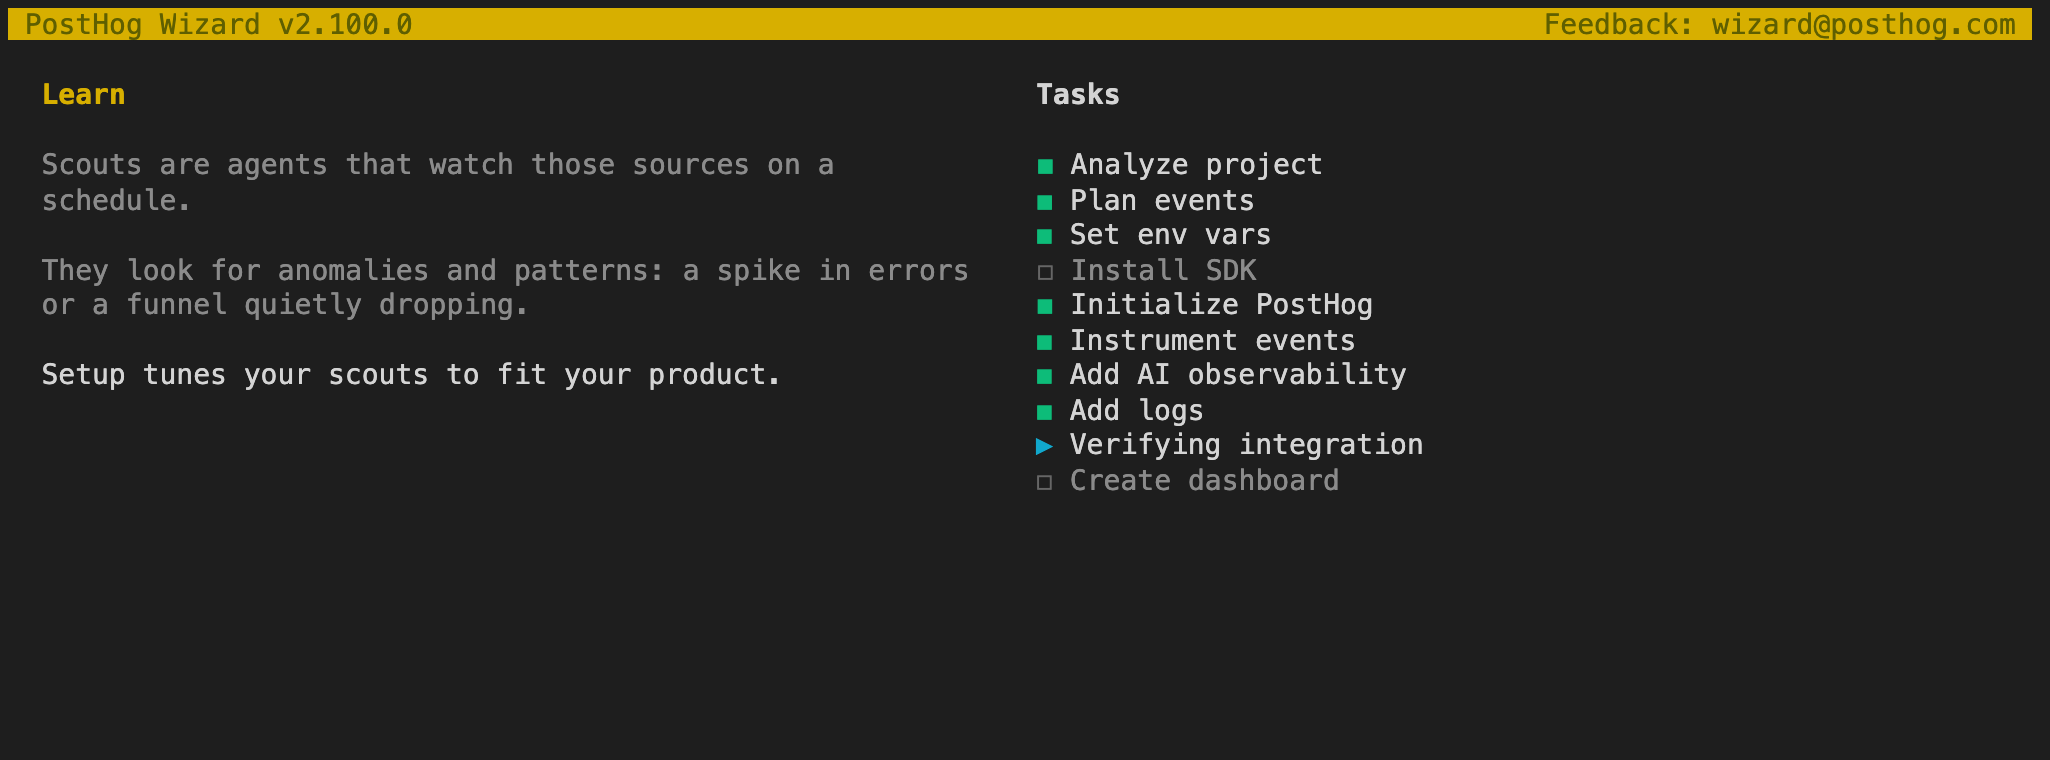 PostHog Wizard v2.100.0
Feedback: wizard@posthog.com
Learn
Scouts are agents that watch those sources on a
schedule.
They look for anomalies and patterns: a spike in errors
or a funnel quietly dropping.
Setup tunes your scouts to fit your product.
Tasks
Analyze project
Plan events
Set env vars
Install SDK
Initialize PostHog
Instrument events
Add AI observability
Add logs
Verifying integration
Create dashboard